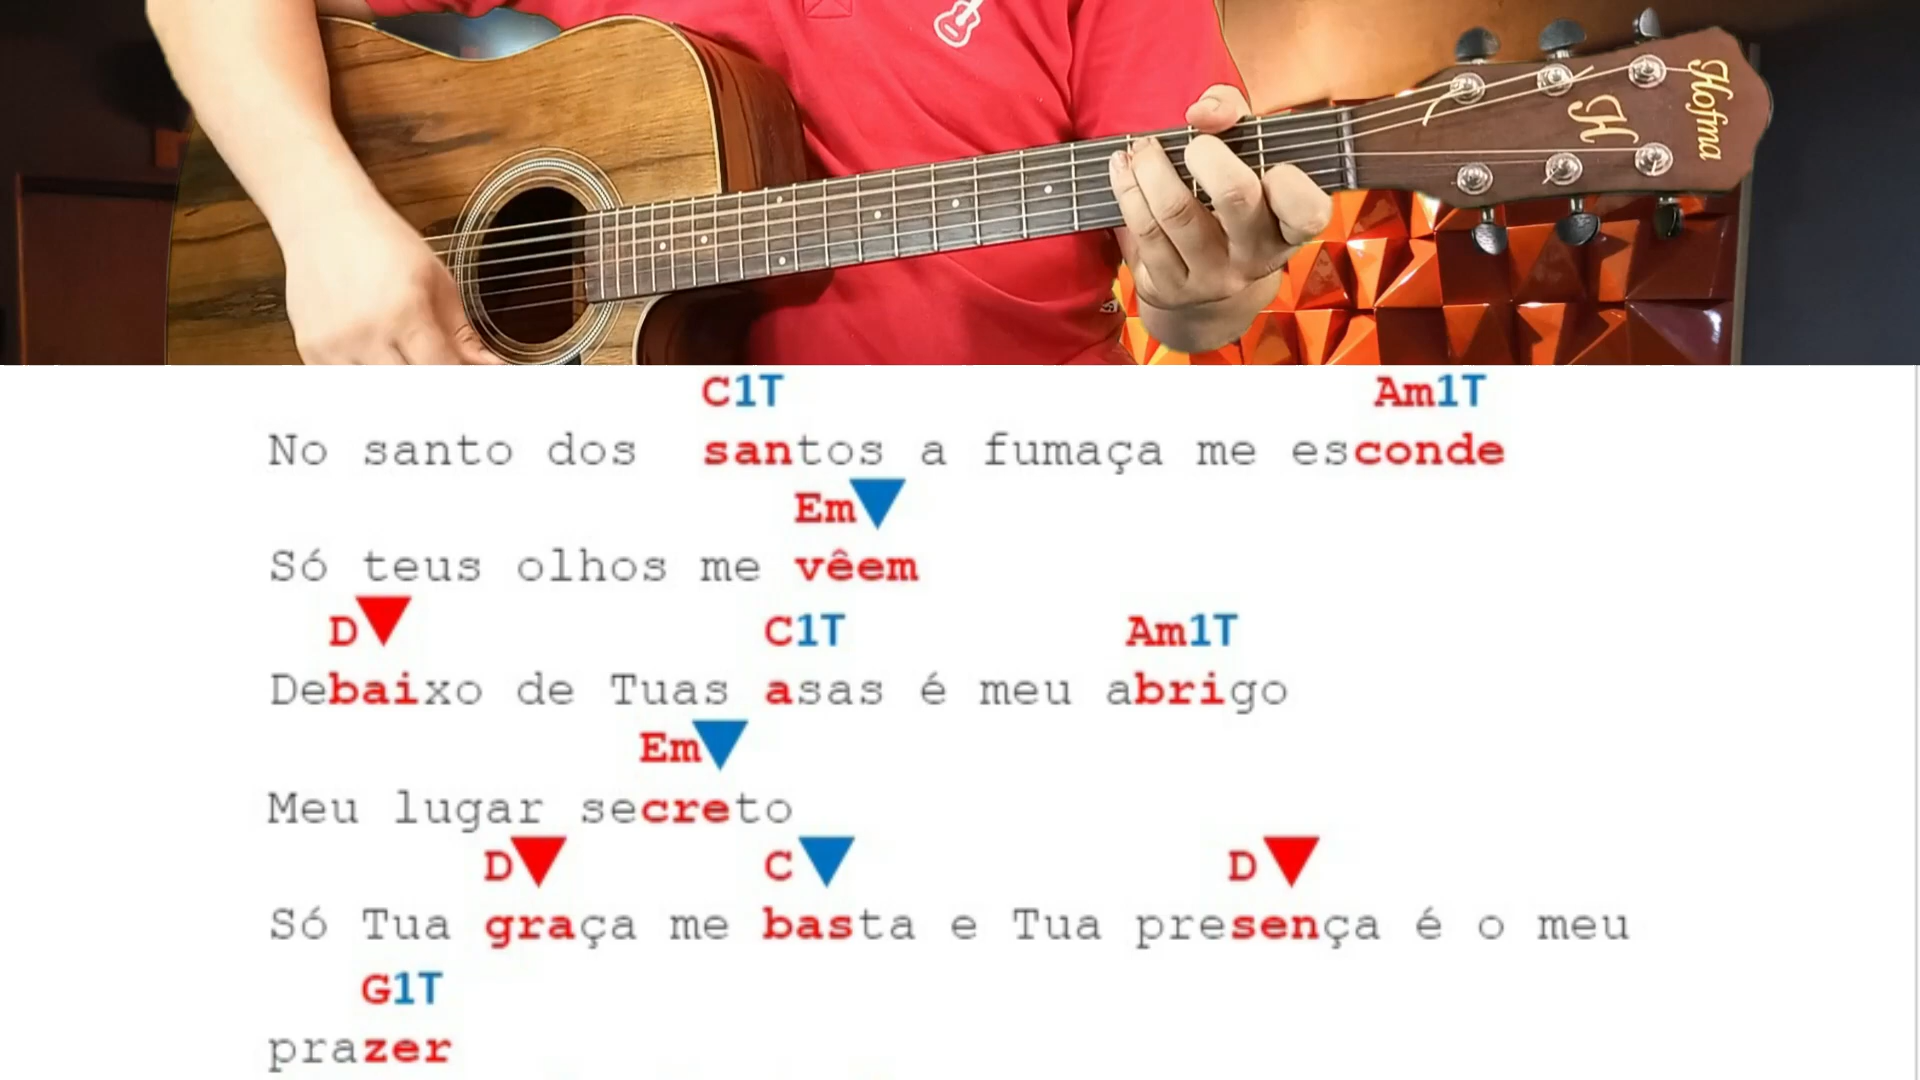 Hofma
H
C1T Am1T
No santo dos santos a fumaça me esconde
Em
Só teus olhos me vêem
D C1T Am1T
Debaixo de Tuas asas é meu abrigo
Em
Meu lugar secreto
D C D
Só Tua graça me basta e Tua presença é o meu
G1T
prazer